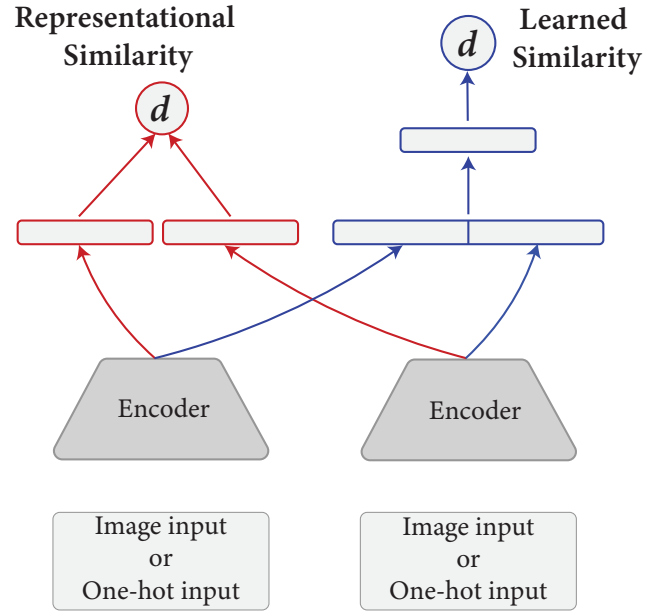 Representational
Similarity
d
Learned
Similarity
d
Encoder
Encoder
Image input
or
One-hot input
Image input
or
One-hot input